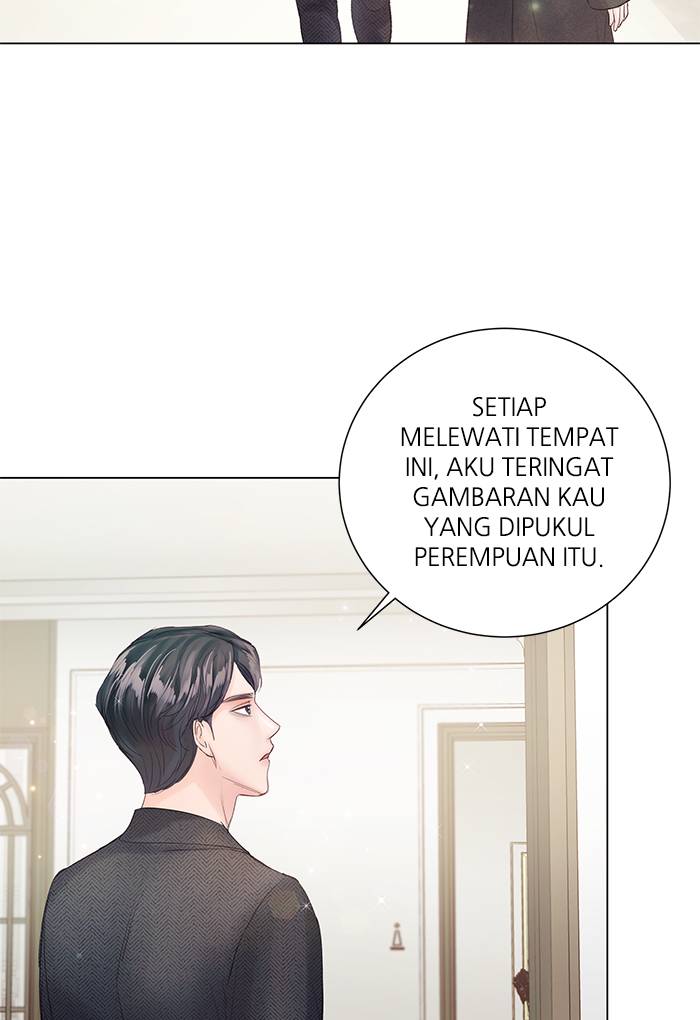 SETIAP
MELEWATI TEMPAT
INI, AKU TERINGAT
GAMBARAN KAU
YANG DIPUKUL
PEREMPUAN ITU.